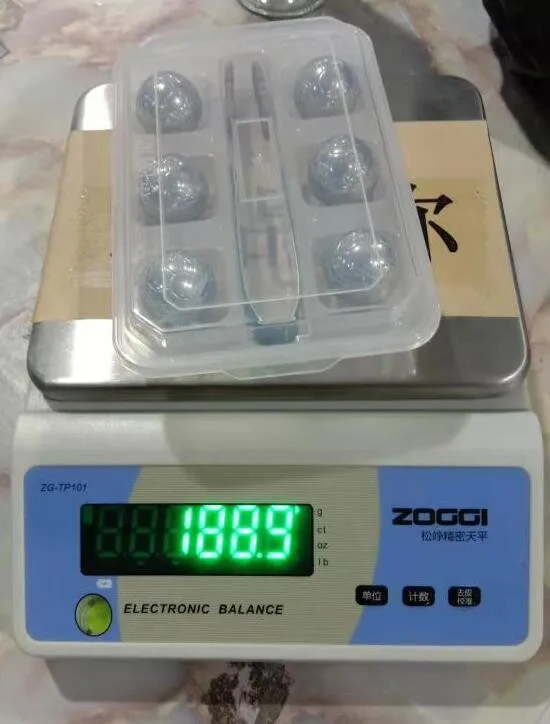 ZG-TP101
188.9
g
ct
oz
lb
ZOGGI
松竫精密天平
单位
计数
去皮
校准
ELECTRONIC BALANCE